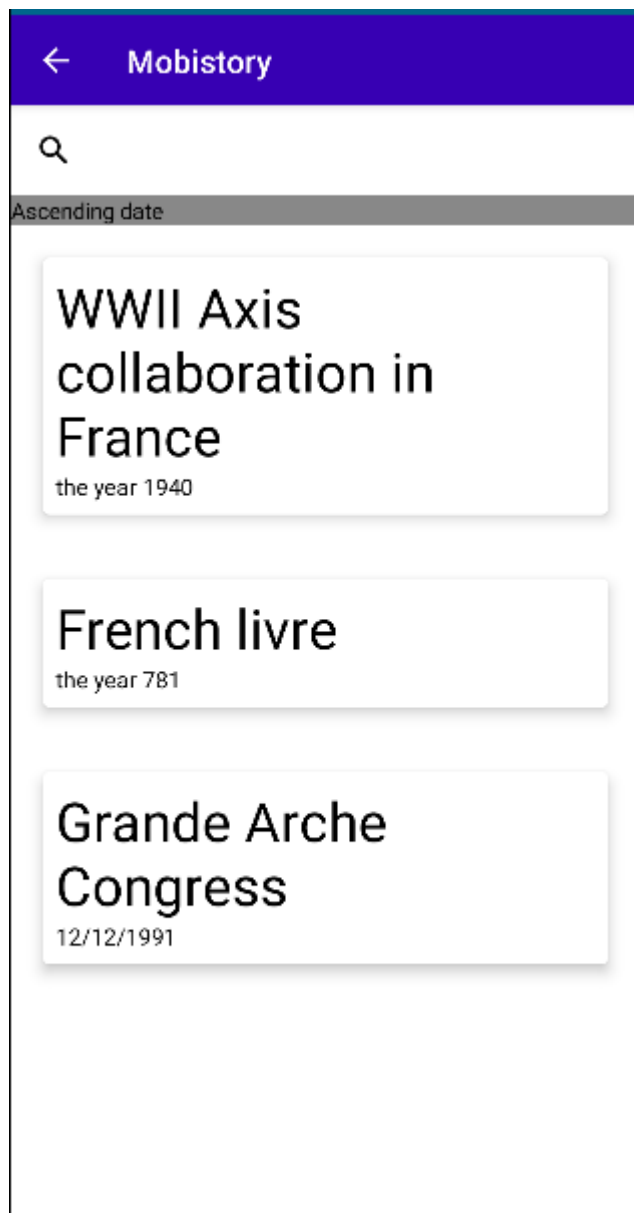 Mobistory
Ascending date
WWII Axis
collaboration in
France
the year 1940
French livre
the year 781
Grande Arche
Congress
12/12/1991